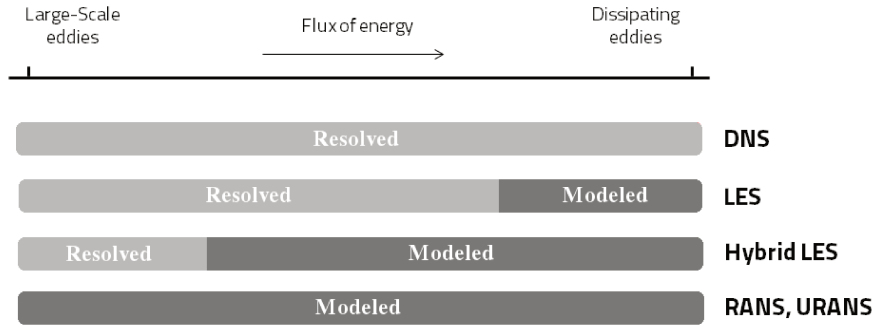 Large-Scale
eddies
Flux of energy
Dissipating
eddies
Resolved
DNS
Resolved Modeled
LES
Resolved Modeled
Hybrid LES
Modeled
RANS, URANS